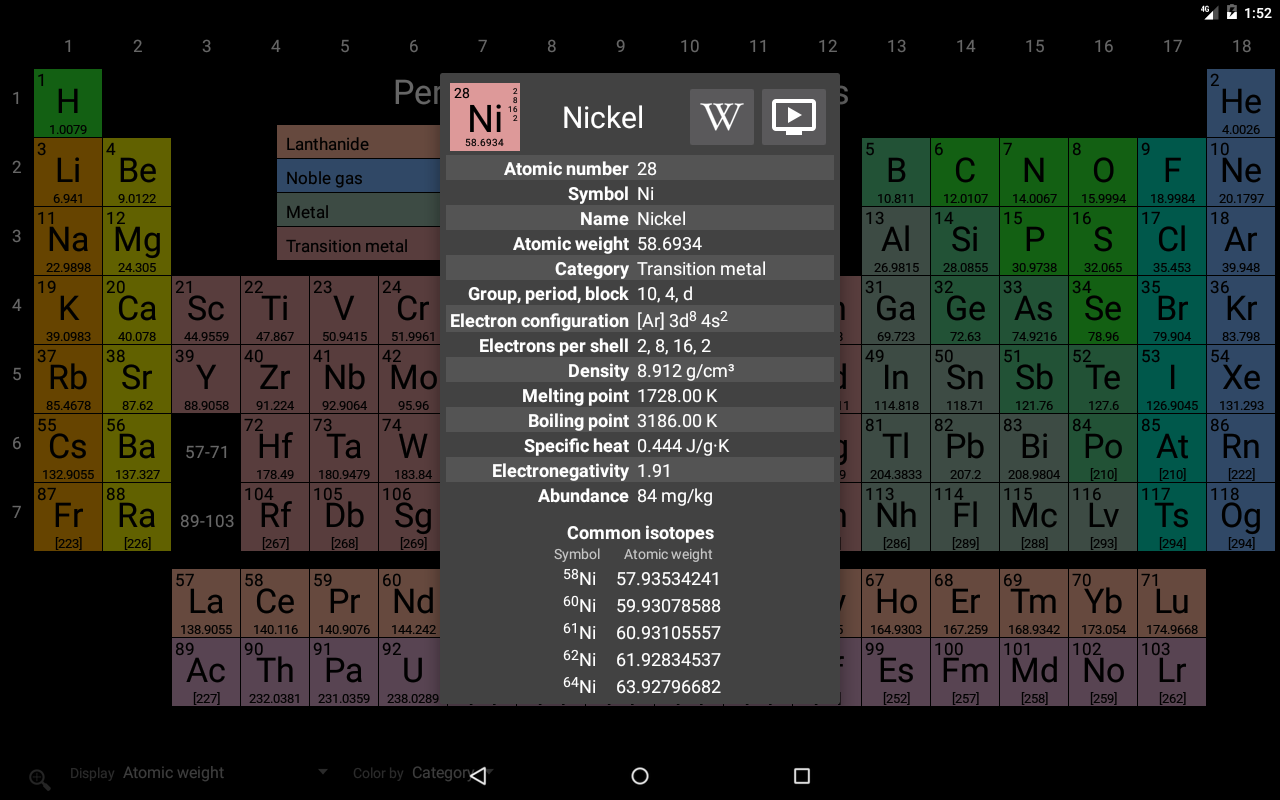 4G 1:52
1 2 3 4 5 6 7 8 9 10 11 12 13 14 15 16 17 18
1 1 H 1.0079 Per s 2 He 4.0026
28 Ni 58.6934 2 8 16 2 Nickel W
Lanthanide
Noble gas
Metal
Transition metal
2 3 Li 6.941 4 Be 9.0122 5 B 10.811 6 C 12.0107 7 N 14.0067 8 O 15.9994 9 F 18.9984 10 Ne 20.1797
3 11 Na 22.9898 12 Mg 24.305 13 Al 26.9815 14 Si 28.0855 15 P 30.9738 16 S 32.065 17 Cl 35.453 18 Ar 39.948
4 19 K 39.0983 20 Ca 40.078 21 Sc 44.9559 22 Ti 47.867 23 V 50.9415 24 Cr 51.9961 31 Ga 69.723 32 Ge 72.63 33 As 74.9216 34 Se 78.96 35 Br 79.904 36 Kr 83.798
5 37 Rb 85.4678 38 Sr 87.62 39 Y 88.9058 40 Zr 91.224 41 Nb 92.9064 42 Mo 95.96 49 In 114.818 50 Sn 118.71 51 Sb 121.76 52 Te 127.6 53 I 126.9045 54 Xe 131.293
6 55 Cs 132.9055 56 Ba 137.327 57-71 72 Hf 178.49 73 Ta 180.9479 74 W 183.84 81 Tl 204.3833 82 Pb 207.2 83 Bi 208.9804 84 Po [210] 85 At [210] 86 Rn [222]
7 87 Fr [223] 88 Ra [226] 89-103 104 Rf [267] 105 Db [268] 106 Sg [269] 113 Nh [286] 114 Fl [289] 115 Mc [288] 116 Lv [293] 117 Ts [294] 118 Og [294]
57 La 138.9055 58 Ce 140.116 59 Pr 140.9076 60 Nd 144.242 67 Ho 164.9303 68 Er 167.259 69 Tm 168.9342 70 Yb 173.054 71 Lu 174.9668
89 Ac [227] 90 Th 232.0381 91 Pa 231.0359 92 U 238.0289 99 Es [252] 100 Fm [257] 101 Md [258] 102 No [259] 103 Lr [262]
Atomic number 28
Symbol Ni
Name Nickel
Atomic weight 58.6934
Category Transition metal
Group, period, block 10, 4, d
Electron configuration [Ar] 3d⁸ 4s²
Electrons per shell 2, 8, 16, 2
Density 8.912 g/cm³
Melting point 1728.00 K
Boiling point 3186.00 K
Specific heat 0.444 J/g·K
Electronegativity 1.91
Abundance 84 mg/kg
Common isotopes
Symbol Atomic weight
⁵⁸Ni 57.93534241
⁶⁰Ni 59.93078588
⁶¹Ni 60.93105557
⁶²Ni 61.92834537
⁶⁴Ni 63.92796682
Display Atomic weight Color by Category